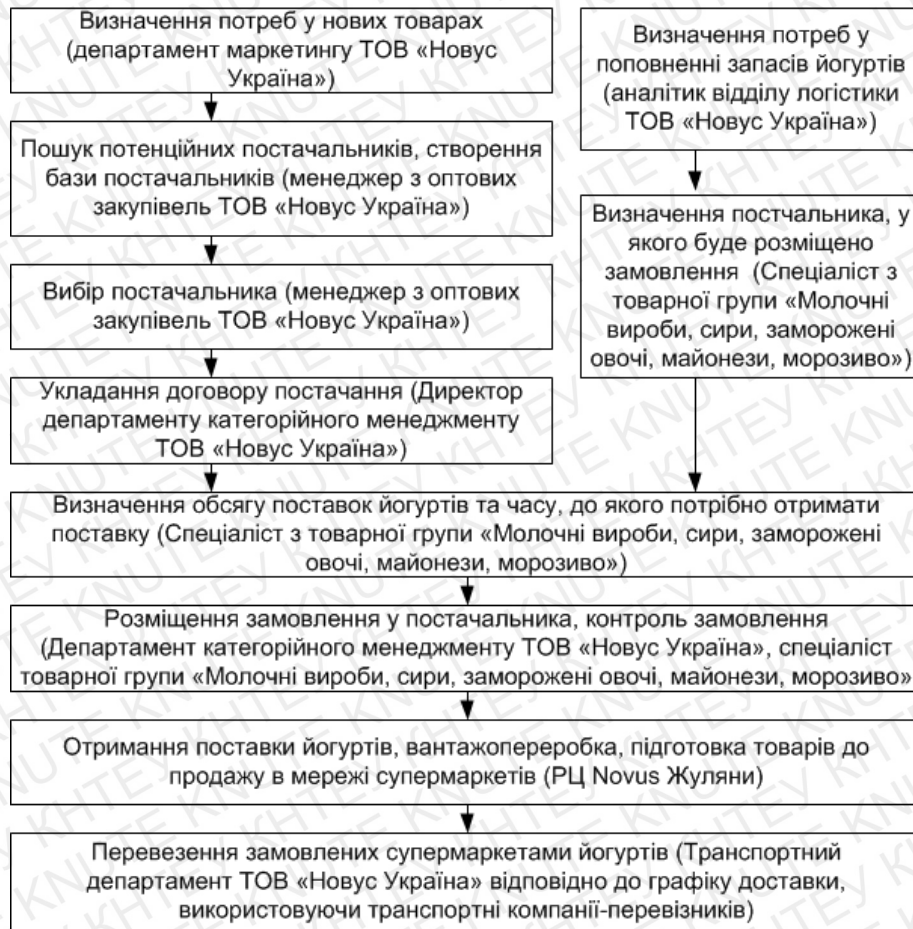 Визначення потреб у нових товарах
(департамент маркетингу ТОВ «Новус
Україна»)
Пошук потенційних постачальників, створення
бази постачальників (менеджер з оптових
закупівель ТОВ «Новус Україна»)
Вибір постачальника (менеджер з оптових
закупівель ТОВ «Новус Україна»)
Укладання договору постачання (Директор
департаменту категорійного менеджменту
ТОВ «Новус Україна»)
Визначення потреб у
поповненні запасів йогуртів
(аналітик відділу логістики
ТОВ «Новус Україна»)
Визначення постчальника, у
якого буде розміщено
замовлення (Спеціаліст з
товарної групи «Молочні
вироби, сири, заморожені
овочі, майонези, морозиво»)
Визначення обсягу поставок йогуртів та часу, до якого потрібно отримати
поставку (Спеціаліст з товарної групи «Молочні вироби, сири, заморожені
овочі, майонези, морозиво»)
Розміщення замовлення у постачальника, контроль замовлення
(Департамент категорійного менеджменту ТОВ «Новус Україна», спеціаліст
товарної групи «Молочні вироби, сири, заморожені овочі, майонези, морозиво»
Отримання поставки йогуртів, вантажопереробка, підготовка товарів до
продажу в мережі супермаркетів (РЦ Novus Жуляни)
Перевезення замовлених супермаркетами йогуртів (Транспортний
департамент ТОВ «Новус Україна» відповідно до графіку доставки,
використовуючи транспортні компанії-перевізників)